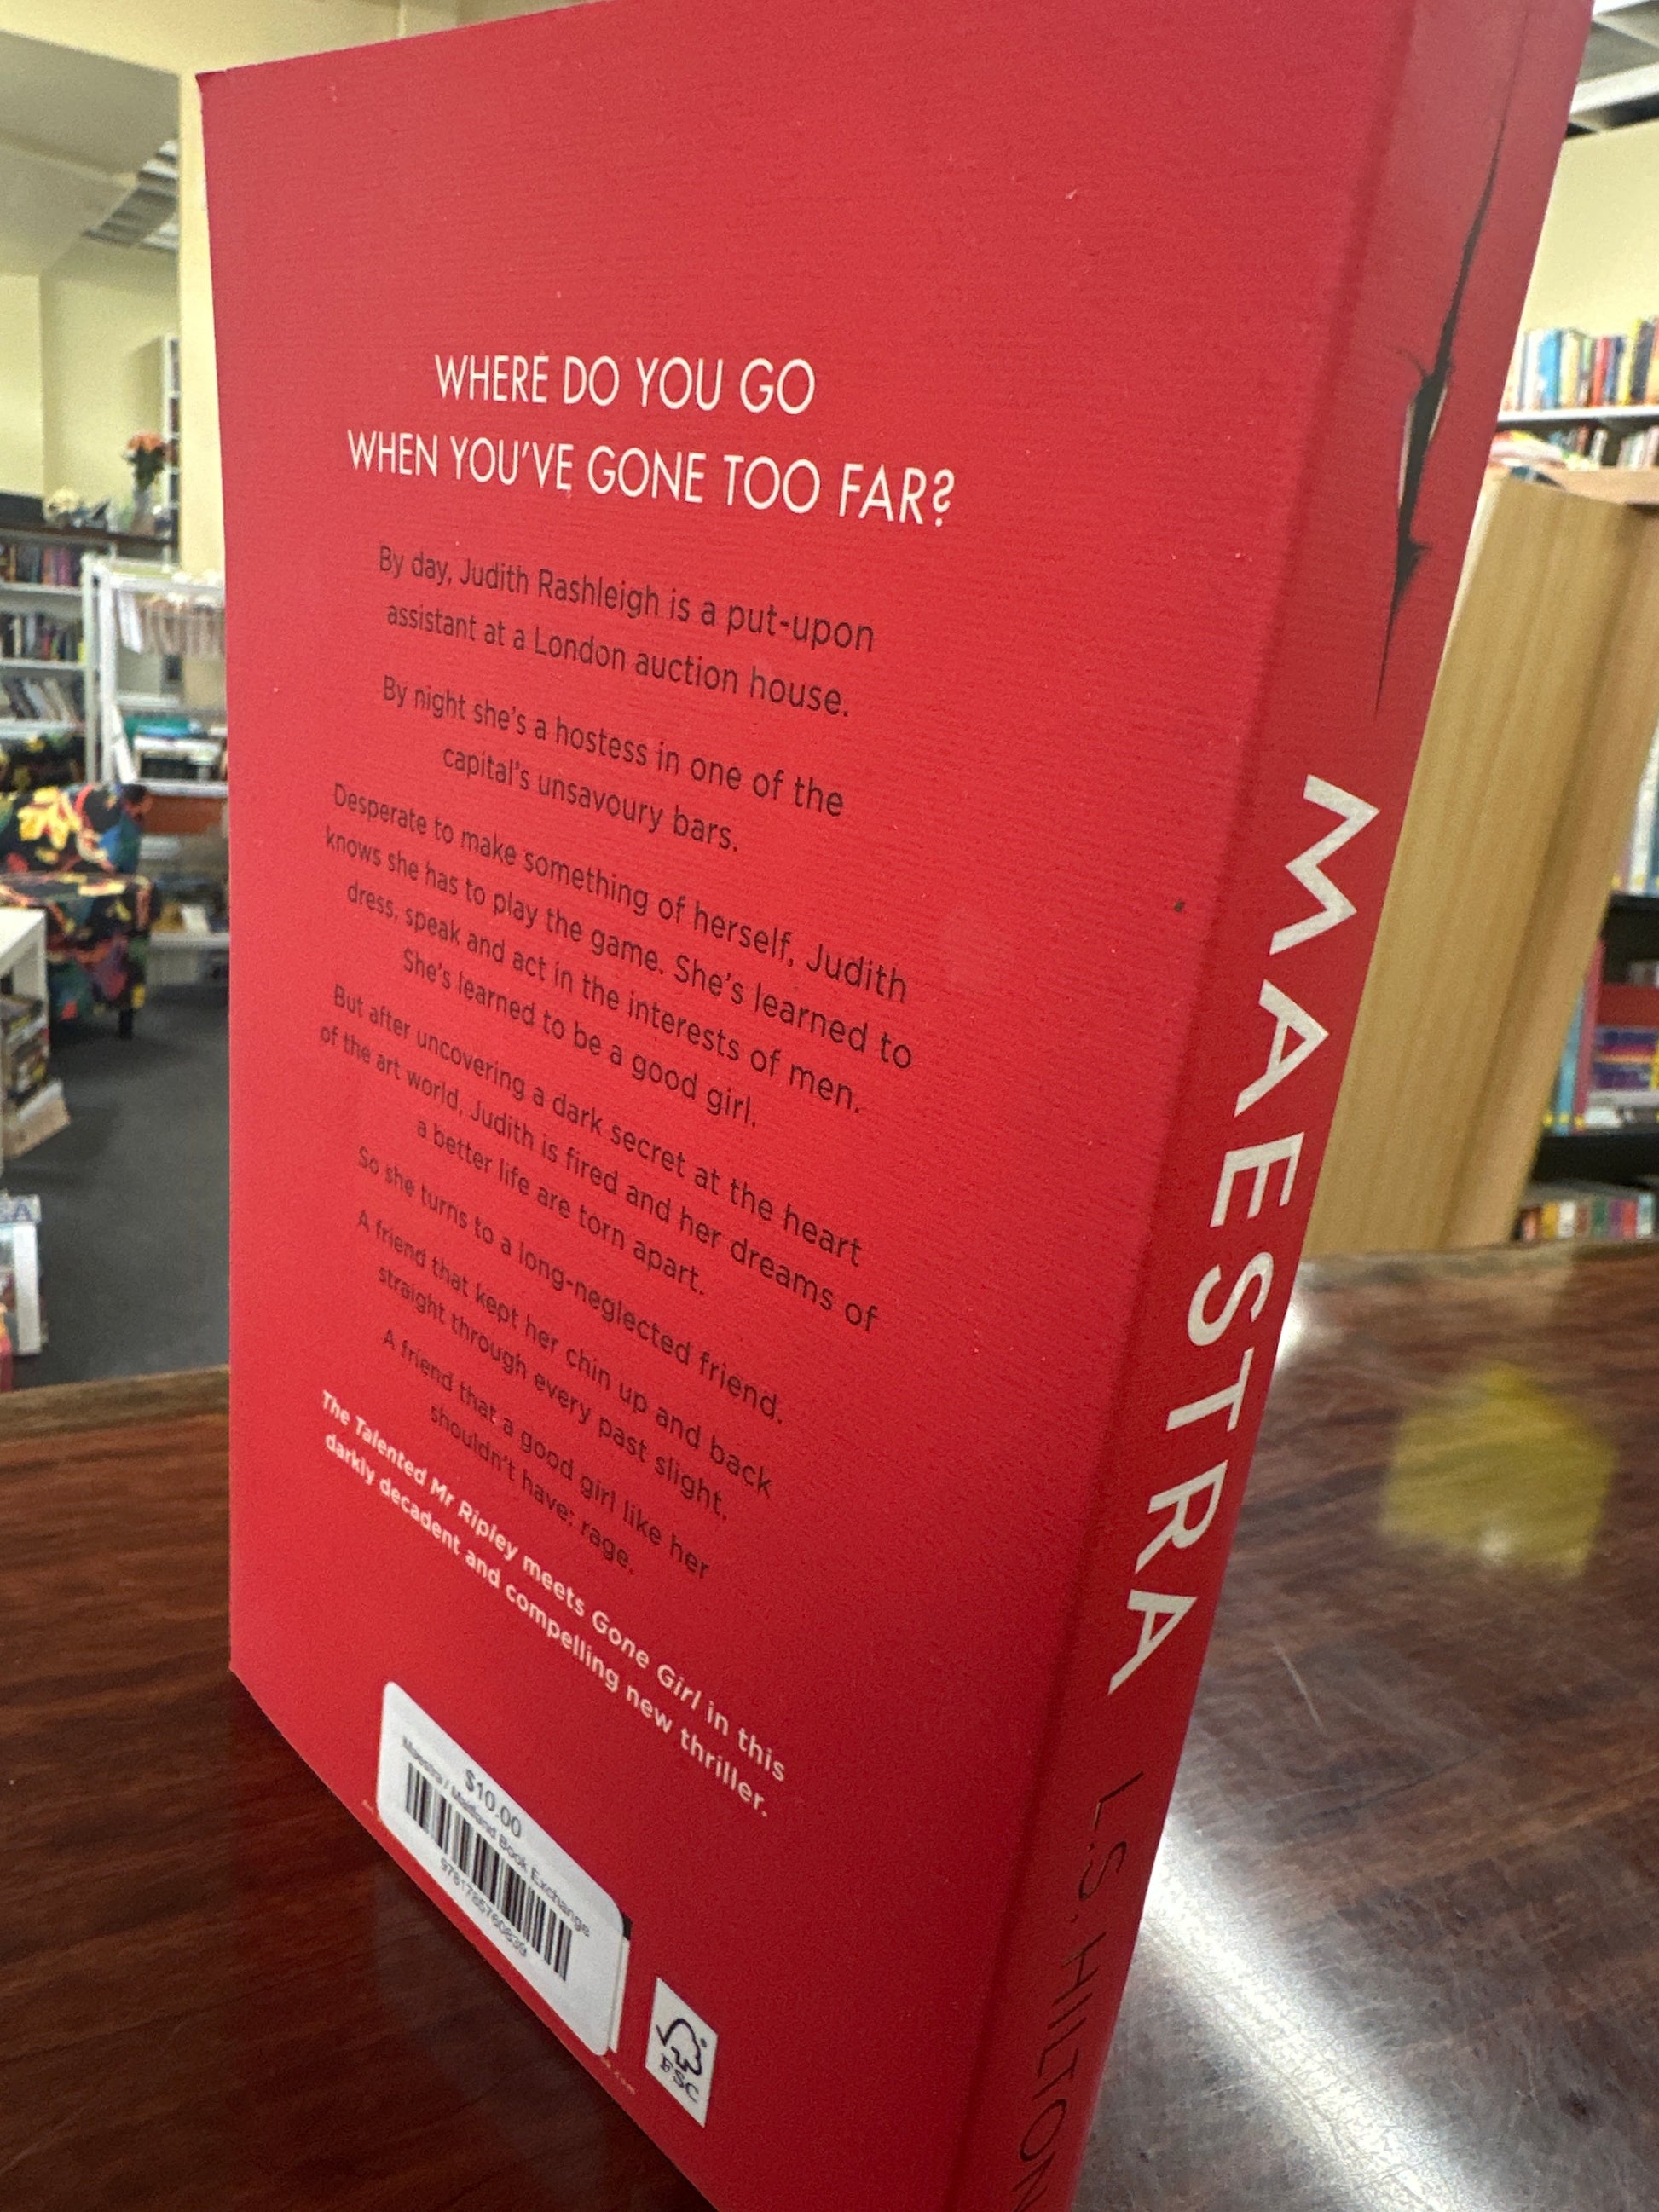 WHERE DO YOU GO
WHEN YOU'VE GONE TOO FAR?
By day, Judith Rashleigh is a put-upon
assistant at a London auction house.
By night she's a hostess in one of the
capital's unsavoury bars.
Desperate to make something of herself, Judith
knows she has to play the game. She's learned to
dress, speak and act in the interests of men.
She's learned to be a good girl.
But after uncovering a dark secret at the heart
of the art world, Judith is fired and her dreams of
a better life are torn apart.
So she turns to a long-neglected friend.
A friend that kept her chin up and back
straight through every past slight.
A friend that a good girl like her
shouldn't have: rage.
The Talented Mr Ripley meets Gone Girl in this
darkly decadent and compelling new thriller.
$10.00
Maestra / Midland Book Exchange
9781785760839
FSC
MAESTRA L.S. HILTON